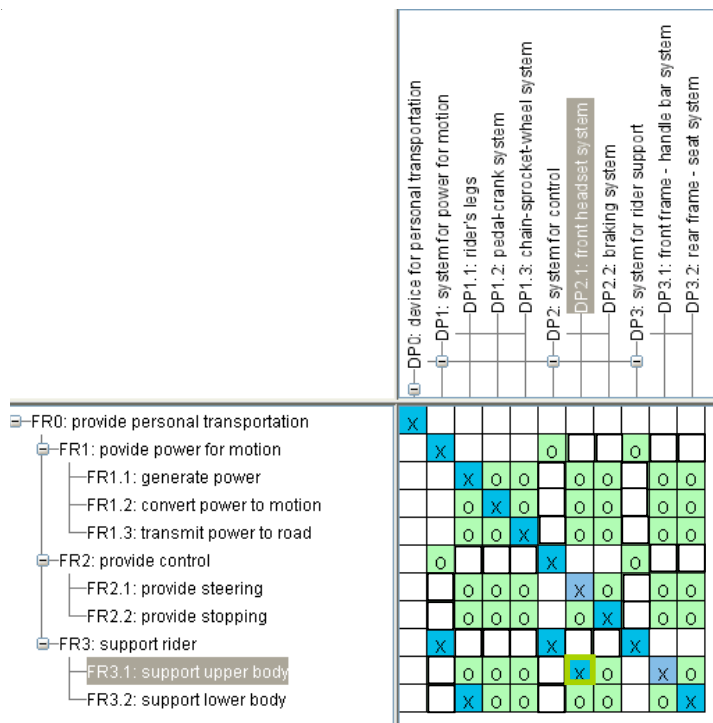 DP0: device for personal transportation
DP1: system for power for motion
DP1.1: rider's legs
DP1.2: pedal-crank system
DP1.3: chain-sprocket-wheel system
DP2: system for control
DP2.1: front headset system
DP2.2: braking system
DP3: system for rider support
DP3.1: front frame - handle bar system
DP3.2: rear frame - seat system
FR0: provide personal transportation X
FR1: povide power for motion X O O
FR1.1: generate power X O O O O O O
FR1.2: convert power to motion O X O O O O O
FR1.3: transmit power to road O O X O O O O
FR2: provide control O X O
FR2.1: provide steering O O O X O O O
FR2.2: provide stopping O O O O X O O
FR3: support rider X X X
FR3.1: support upper body O O O X O X O
FR3.2: support lower body X O O O O O X